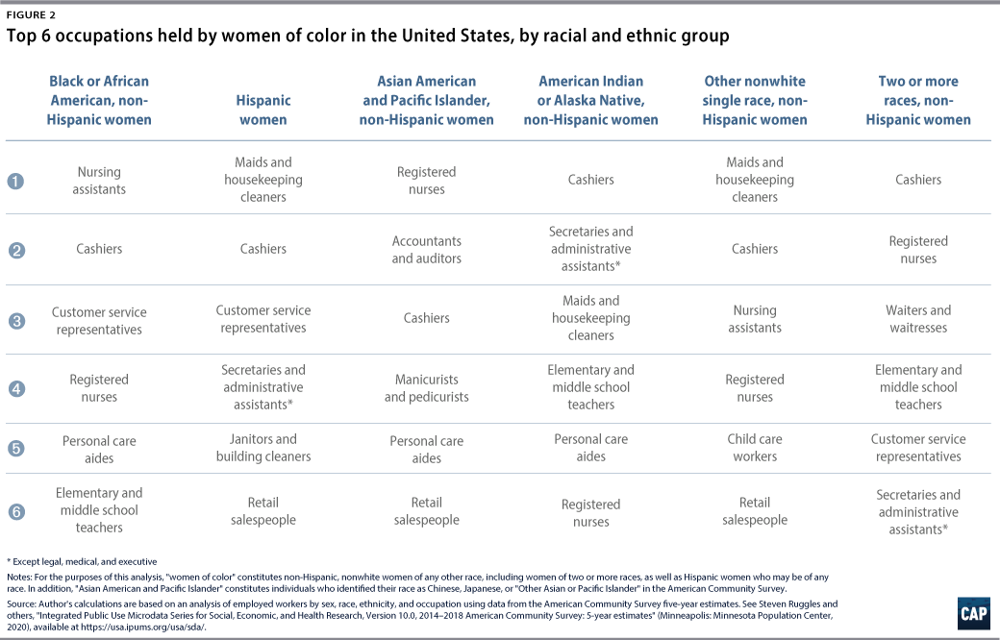 FIGURE 2
Top 6 occupations held by women of color in the United States, by racial and ethnic group
Black or African
American, non-
Hispanic women
Hispanic
women
Asian American
and Pacific Islander,
non-Hispanic women
American Indian
or Alaska Native,
non-Hispanic women
Other nonwhite
single race, non-
Hispanic women
Two or more
races, non-
Hispanic women
1
Nursing
assistants
Maids and
housekeeping
cleaners
Registered
nurses
Cashiers
Maids and
housekeeping
cleaners
Cashiers
2
Cashiers
Cashiers
Accountants
and auditors
Secretaries and
administrative
assistants*
Cashiers
Registered
nurses
3
Customer service
representatives
Customer service
representatives
Cashiers
Maids and
housekeeping
cleaners
Nursing
assistants
Waiters and
waitresses
4
Registered
nurses
Secretaries and
administrative
assistants*
Manicurists
and pedicurists
Elementary and
middle school
teachers
Registered
nurses
Elementary and
middle school
teachers
5
Personal care
aides
Janitors and
building cleaners
Personal care
aides
Personal care
aides
Child care
workers
Customer service
representatives
6
Elementary and
middle school
teachers
Retail
salespeople
Retail
salespeople
Registered
nurses
Retail
salespeople
Secretaries and
administrative
assistants*
* Except legal, medical, and executive
Notes: For the purposes of this analysis, "women of color" constitutes non-Hispanic, nonwhite women of any other race, including women of two or more races, as well as Hispanic women who may be of any
race. In addition, "Asian American and Pacific Islander" constitutes individuals who identified their race as Chinese, Japanese, or "Other Asian or Pacific Islander" in the American Community Survey.
Source: Author's calculations are based on an analysis of employed workers by sex, race, ethnicity, and occupation using data from the American Community Survey five-year estimates. See Steven Ruggles and
others, "Integrated Public Use Microdata Series for Social, Economic, and Health Research, Version 10.0, 2014–2018 American Community Survey: 5-year estimates" (Minneapolis: Minnesota Population Center,
2020), available at https://usa.ipums.org/usa/sda/.
CAP